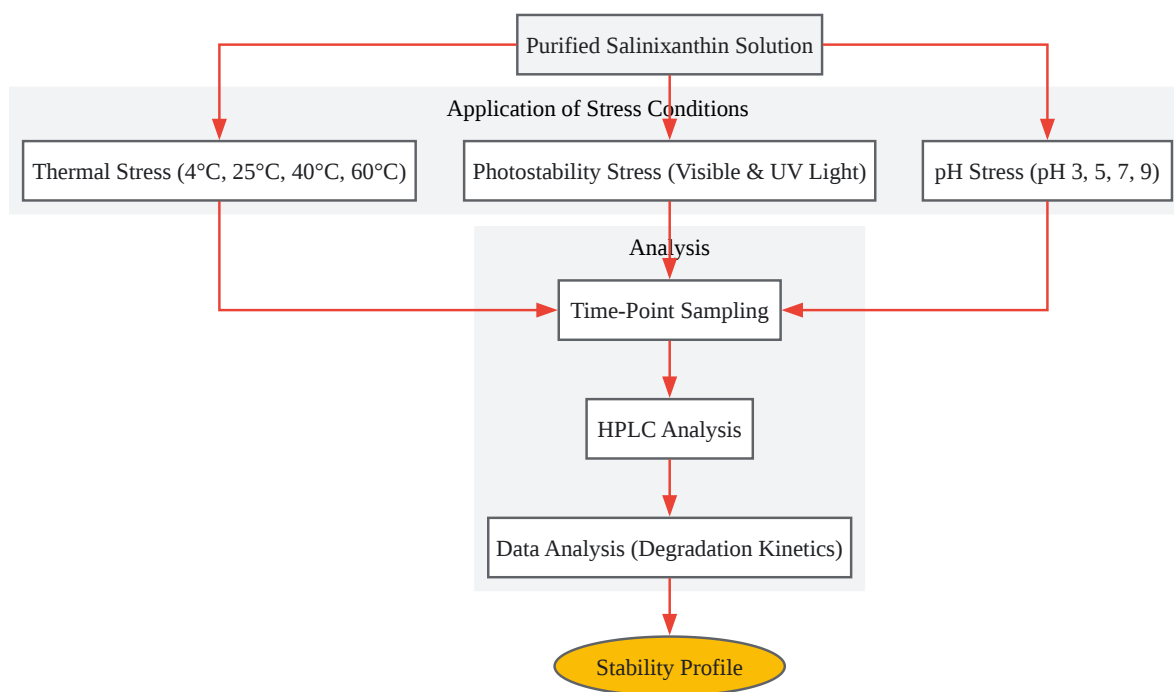 Purified Salinixanthin Solution
Application of Stress Conditions
Thermal Stress (4°C, 25°C, 40°C, 60°C)
Photostability Stress (Visible & UV Light)
pH Stress (pH 3, 5, 7, 9)
Analysis
Time-Point Sampling
HPLC Analysis
Data Analysis (Degradation Kinetics)
Stability Profile